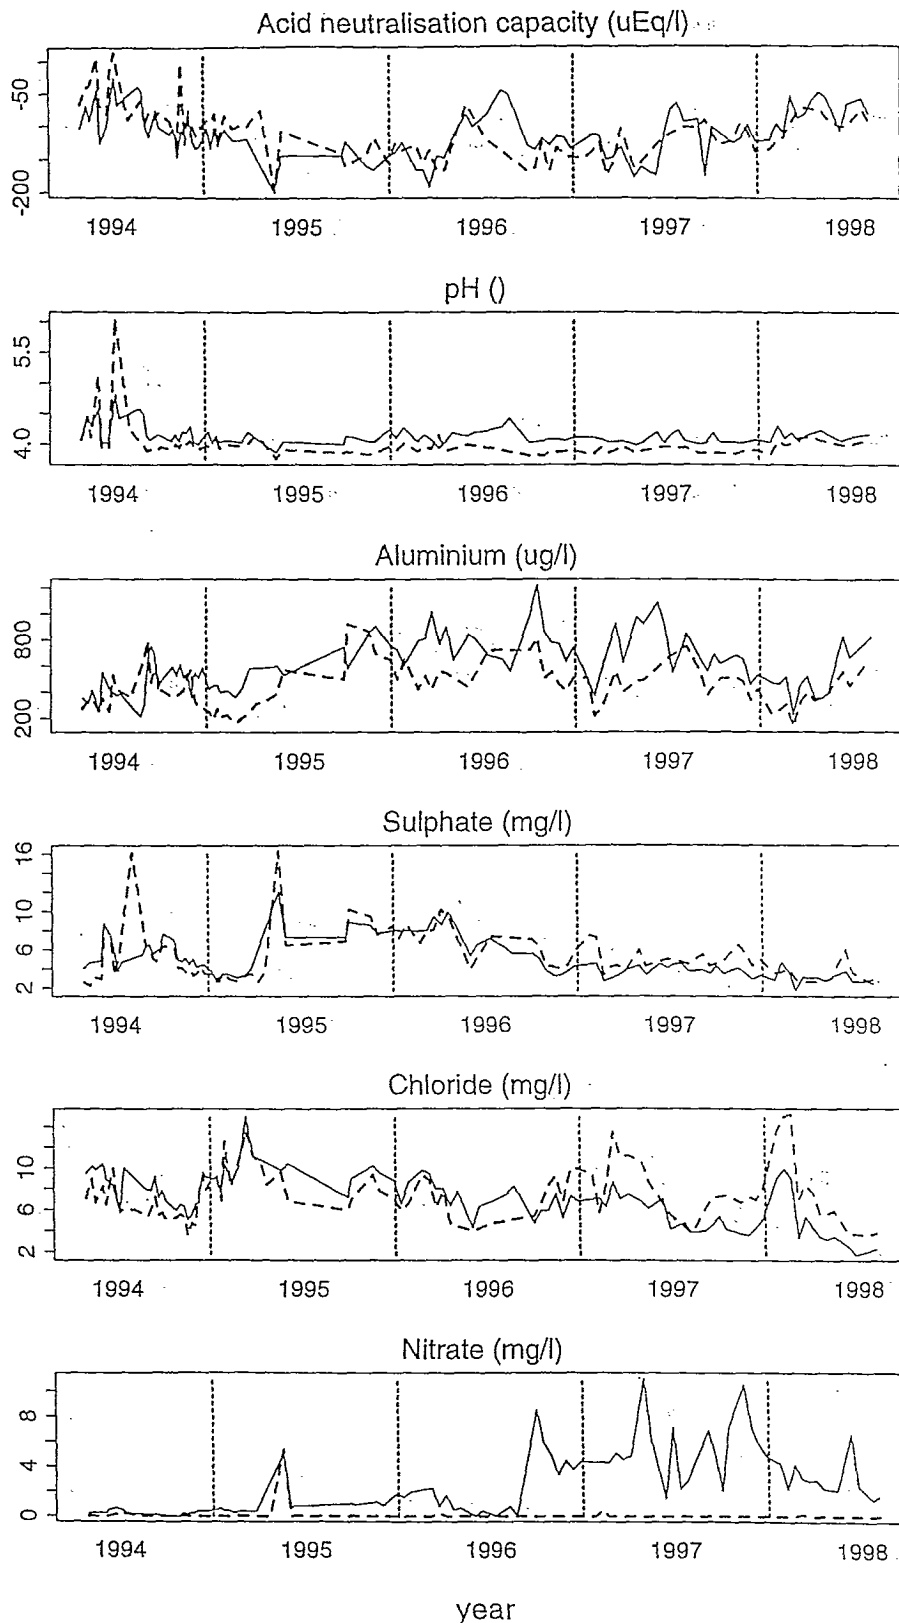 Acid neutralisation capacity (uEq/l)
-50
-200
1994 1995 1996 1997 1998
pH ()
5.5
4.0
1994 1995 1996 1997 1998
Aluminium (ug/l)
800
200
1994 1995 1996 1997 1998
Sulphate (mg/l)
16
10
6
2
1994 1995 1996 1997 1998
Chloride (mg/l)
10
6
2
1994 1995 1996 1997 1998
Nitrate (mg/l)
8
4
0
1994 1995 1996 1997 1998
year